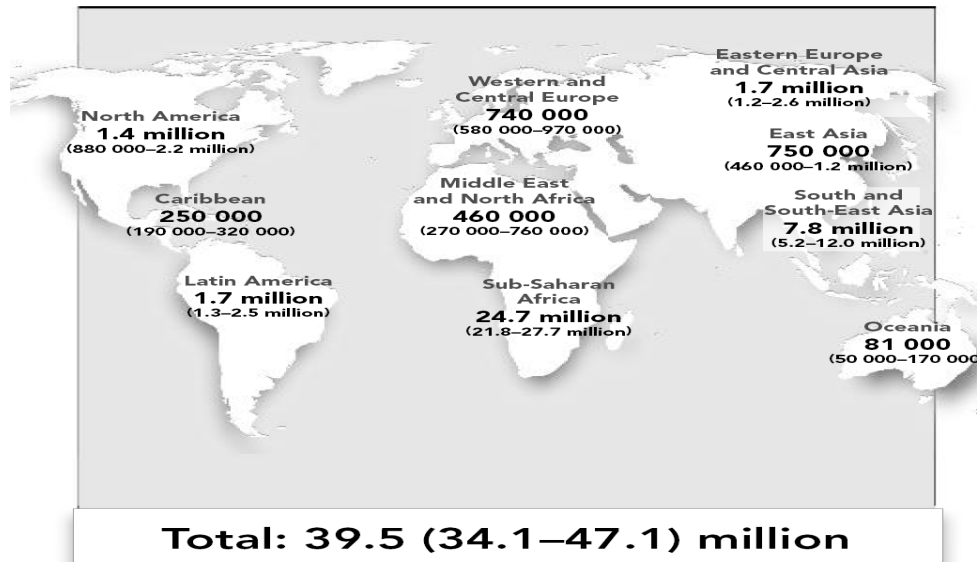 Eastern Europe
and Central Asia
1.7 million
(1.2–2.6 million)
Western and
Central Europe
740 000
(580 000–970 000)
North America
1.4 million
(880 000–2.2 million)
East Asia
750 000
(460 000–1.2 million)
Middle East
and North Africa
460 000
(270 000–760 000)
Caribbean
250 000
(190 000–320 000)
South and
South-East Asia
7.8 million
(5.2–12.0 million)
Latin America
1.7 million
(1.3–2.5 million)
Sub-Saharan
Africa
24.7 million
(21.8–27.7 million)
Oceania
81 000
(50 000–170 000
Total: 39.5 (34.1–47.1) million